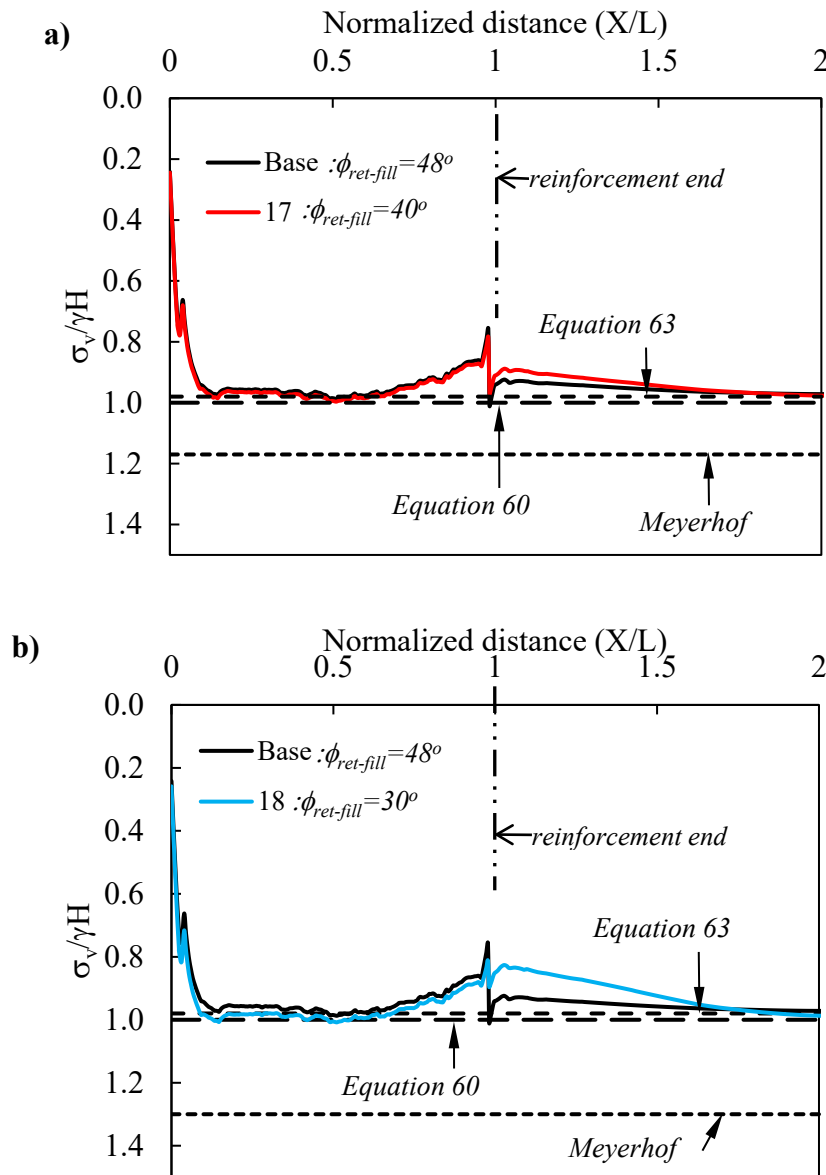 a)
Normalized distance (X/L)
0 0.5 1 1.5 2
0.0
0.2
0.4
0.6
0.8
1.0
1.2
1.4
σᵥ/γH
Base :ϕret-fill=48º
17 :ϕret-fill=40º
reinforcement end
Equation 63
Equation 60
Meyerhof
b)
Normalized distance (X/L)
0 0.5 1 1.5 2
0.0
0.2
0.4
0.6
0.8
1.0
1.2
1.4
σᵥ/γH
Base :ϕret-fill=48º
18 :ϕret-fill=30º
reinforcement end
Equation 63
Equation 60
Meyerhof